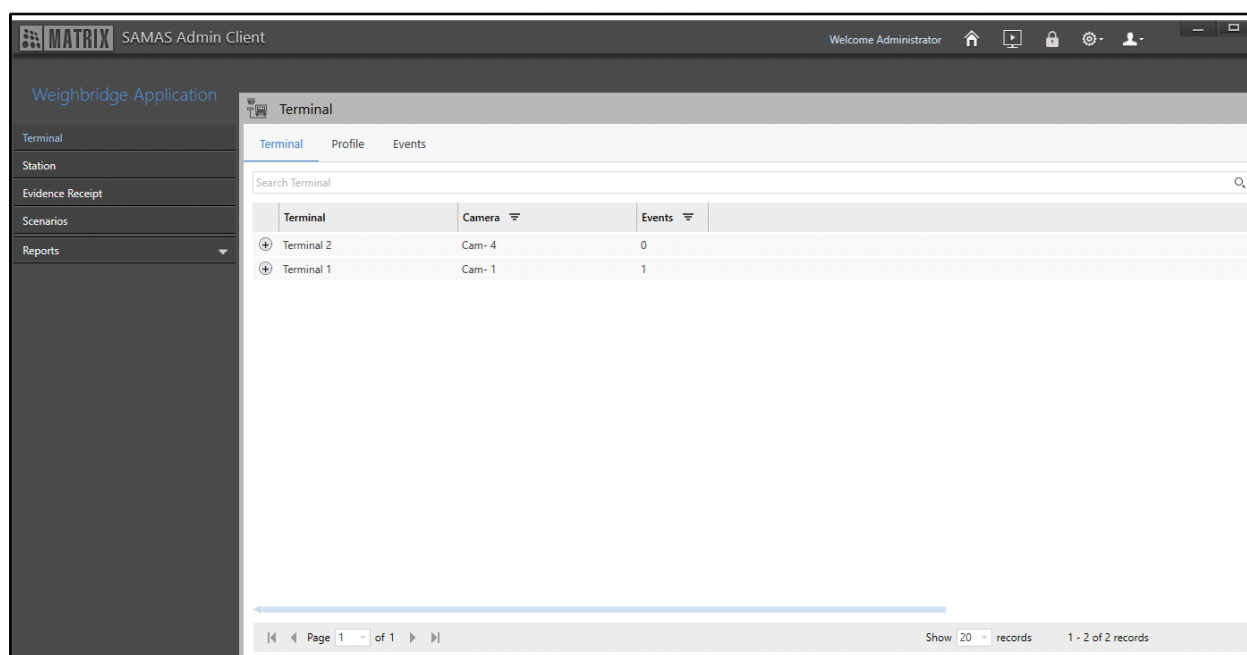 MATRIX SAMAS Admin Client Welcome Administrator
Weighbridge Application
Terminal
Station
Evidence Receipt
Scenarios
Reports
Terminal
Terminal Profile Events
Search Terminal
Terminal Camera Events
Terminal 2 Cam- 4 0
Terminal 1 Cam- 1 1
Page 1 of 1 Show 20 records 1 - 2 of 2 records